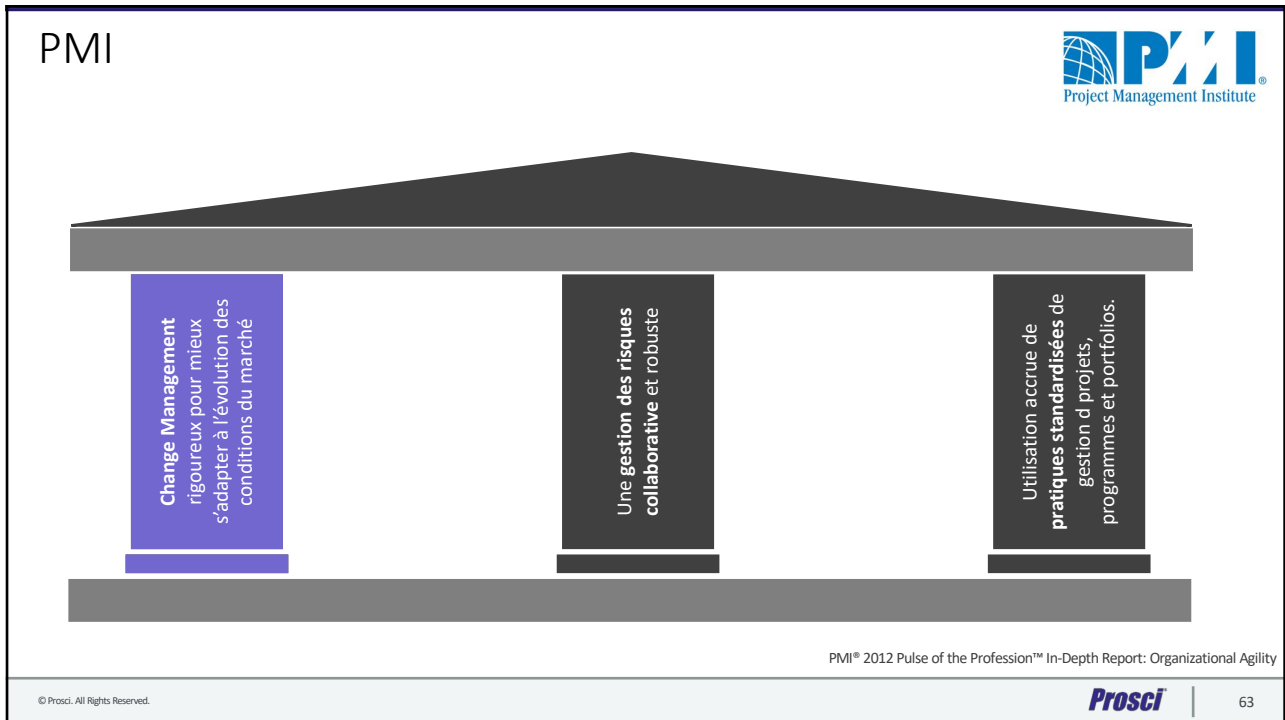 PMI
PMI®
Project Management Institute
Change Management
rigoureux pour mieux
s'adapter à l'évolution des
conditions du marché
Une gestion des risques
collaborative et robuste
Utilisation accrue de
pratiques standardisées de
gestion d projets,
programmes et portfolios.
PMI® 2012 Pulse of the Profession™ In-Depth Report: Organizational Agility
© Prosci. All Rights Reserved.
Prosci
63